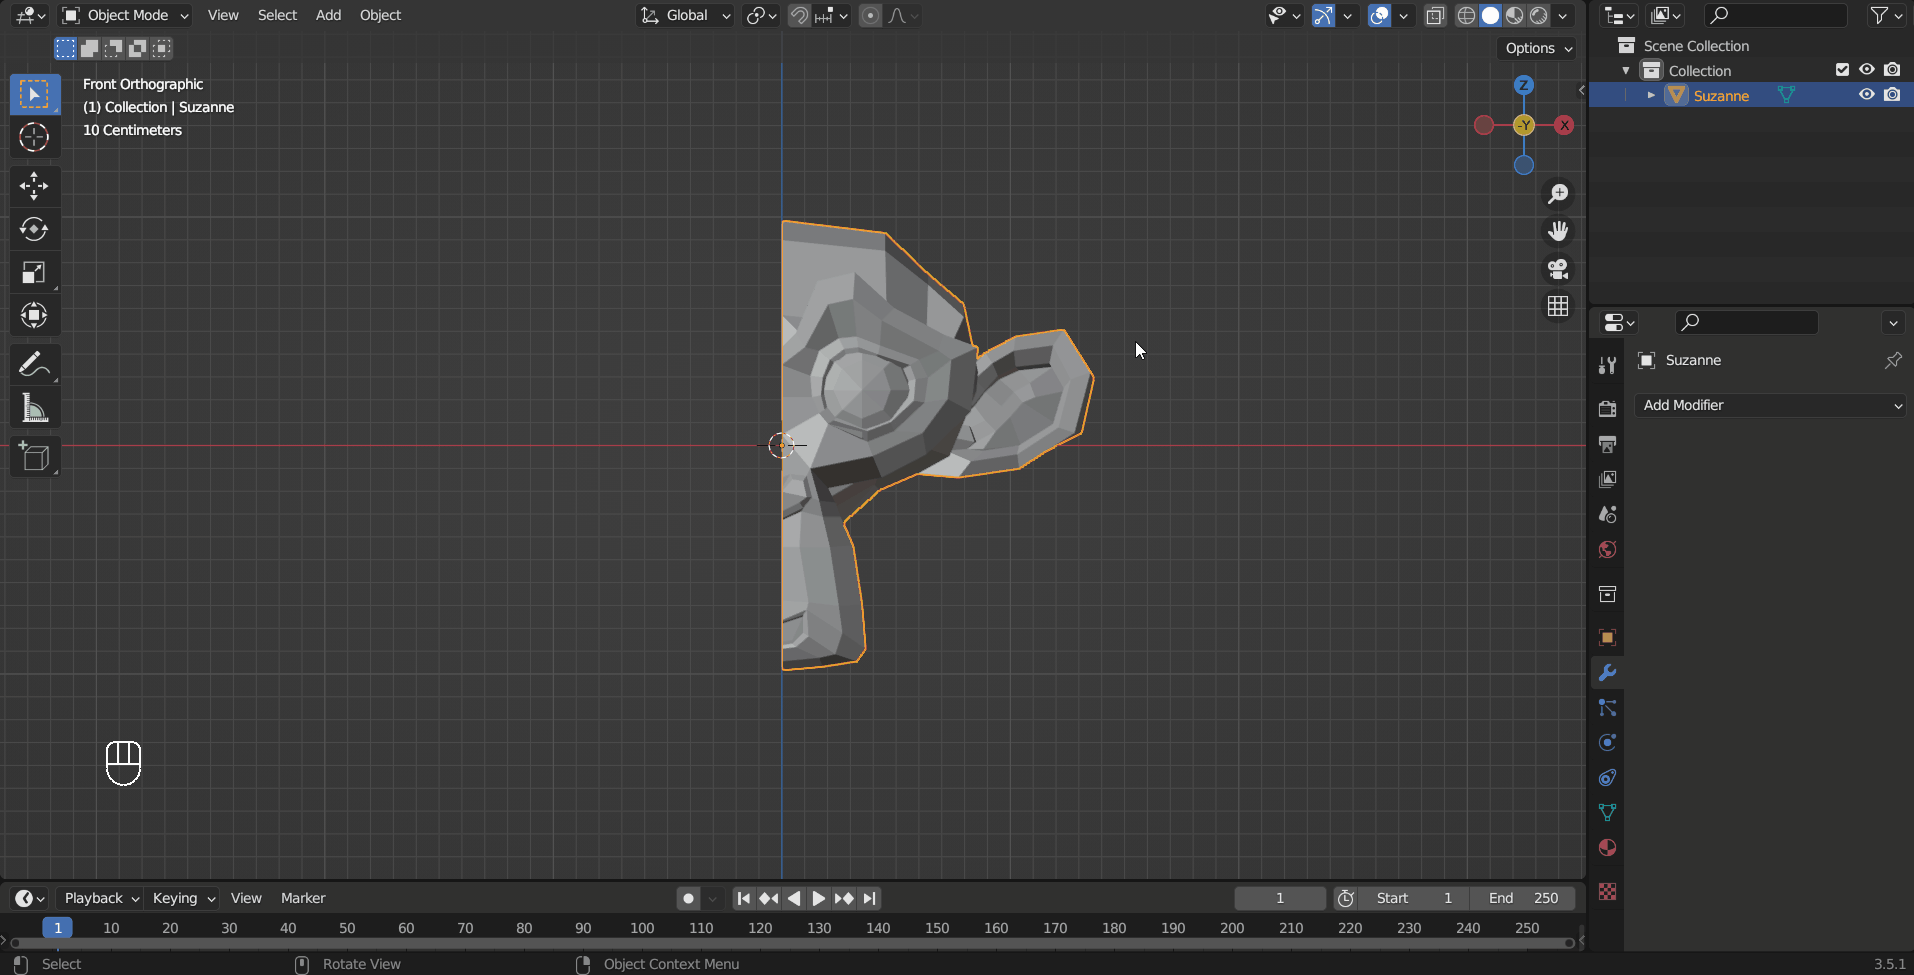 Object Mode View Select Add Object Global
Options
Front Orthographic
(1) Collection | Suzanne
10 Centimeters
Z
-Y X
Scene Collection
Collection
Suzanne
Suzanne
Add Modifier
Playback Keying View Marker 1 Start 1 End 250
1 10 20 30 40 50 60 70 80 90 100 110 120 130 140 150 160 170 180 190 200 210 220 230 240 250
Select Rotate View Object Context Menu 3.5.1